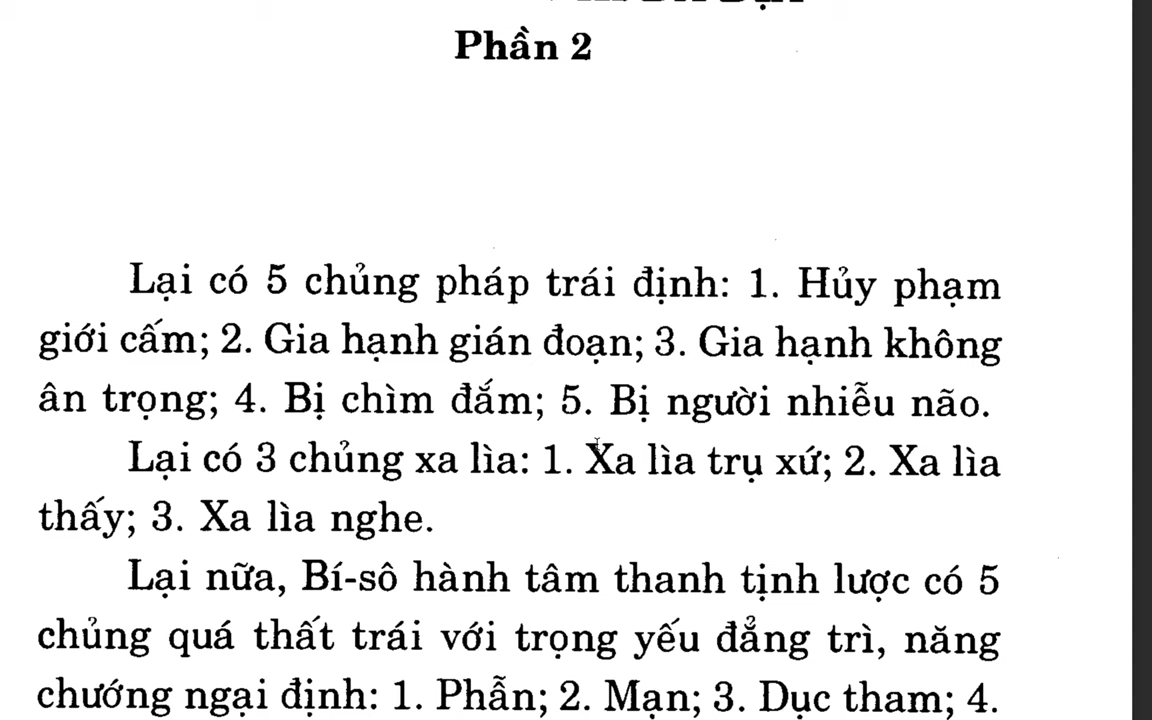 Phần 2
Lại có 5 chủng pháp trái định: 1. Hủy phạm
giới cấm; 2. Gia hạnh gián đoạn; 3. Gia hạnh không
ân trọng; 4. Bị chìm đắm; 5. Bị người nhiễu não.
Lại có 3 chủng xa lìa: 1. Xa lìa trụ xứ; 2. Xa lìa
thấy; 3. Xa lìa nghe.
Lại nữa, Bí-sô hành tâm thanh tịnh lược có 5
chủng quá thất trái với trọng yếu đẳng trì, năng
chướng ngại định: 1. Phẫn; 2. Mạn; 3. Dục tham; 4.